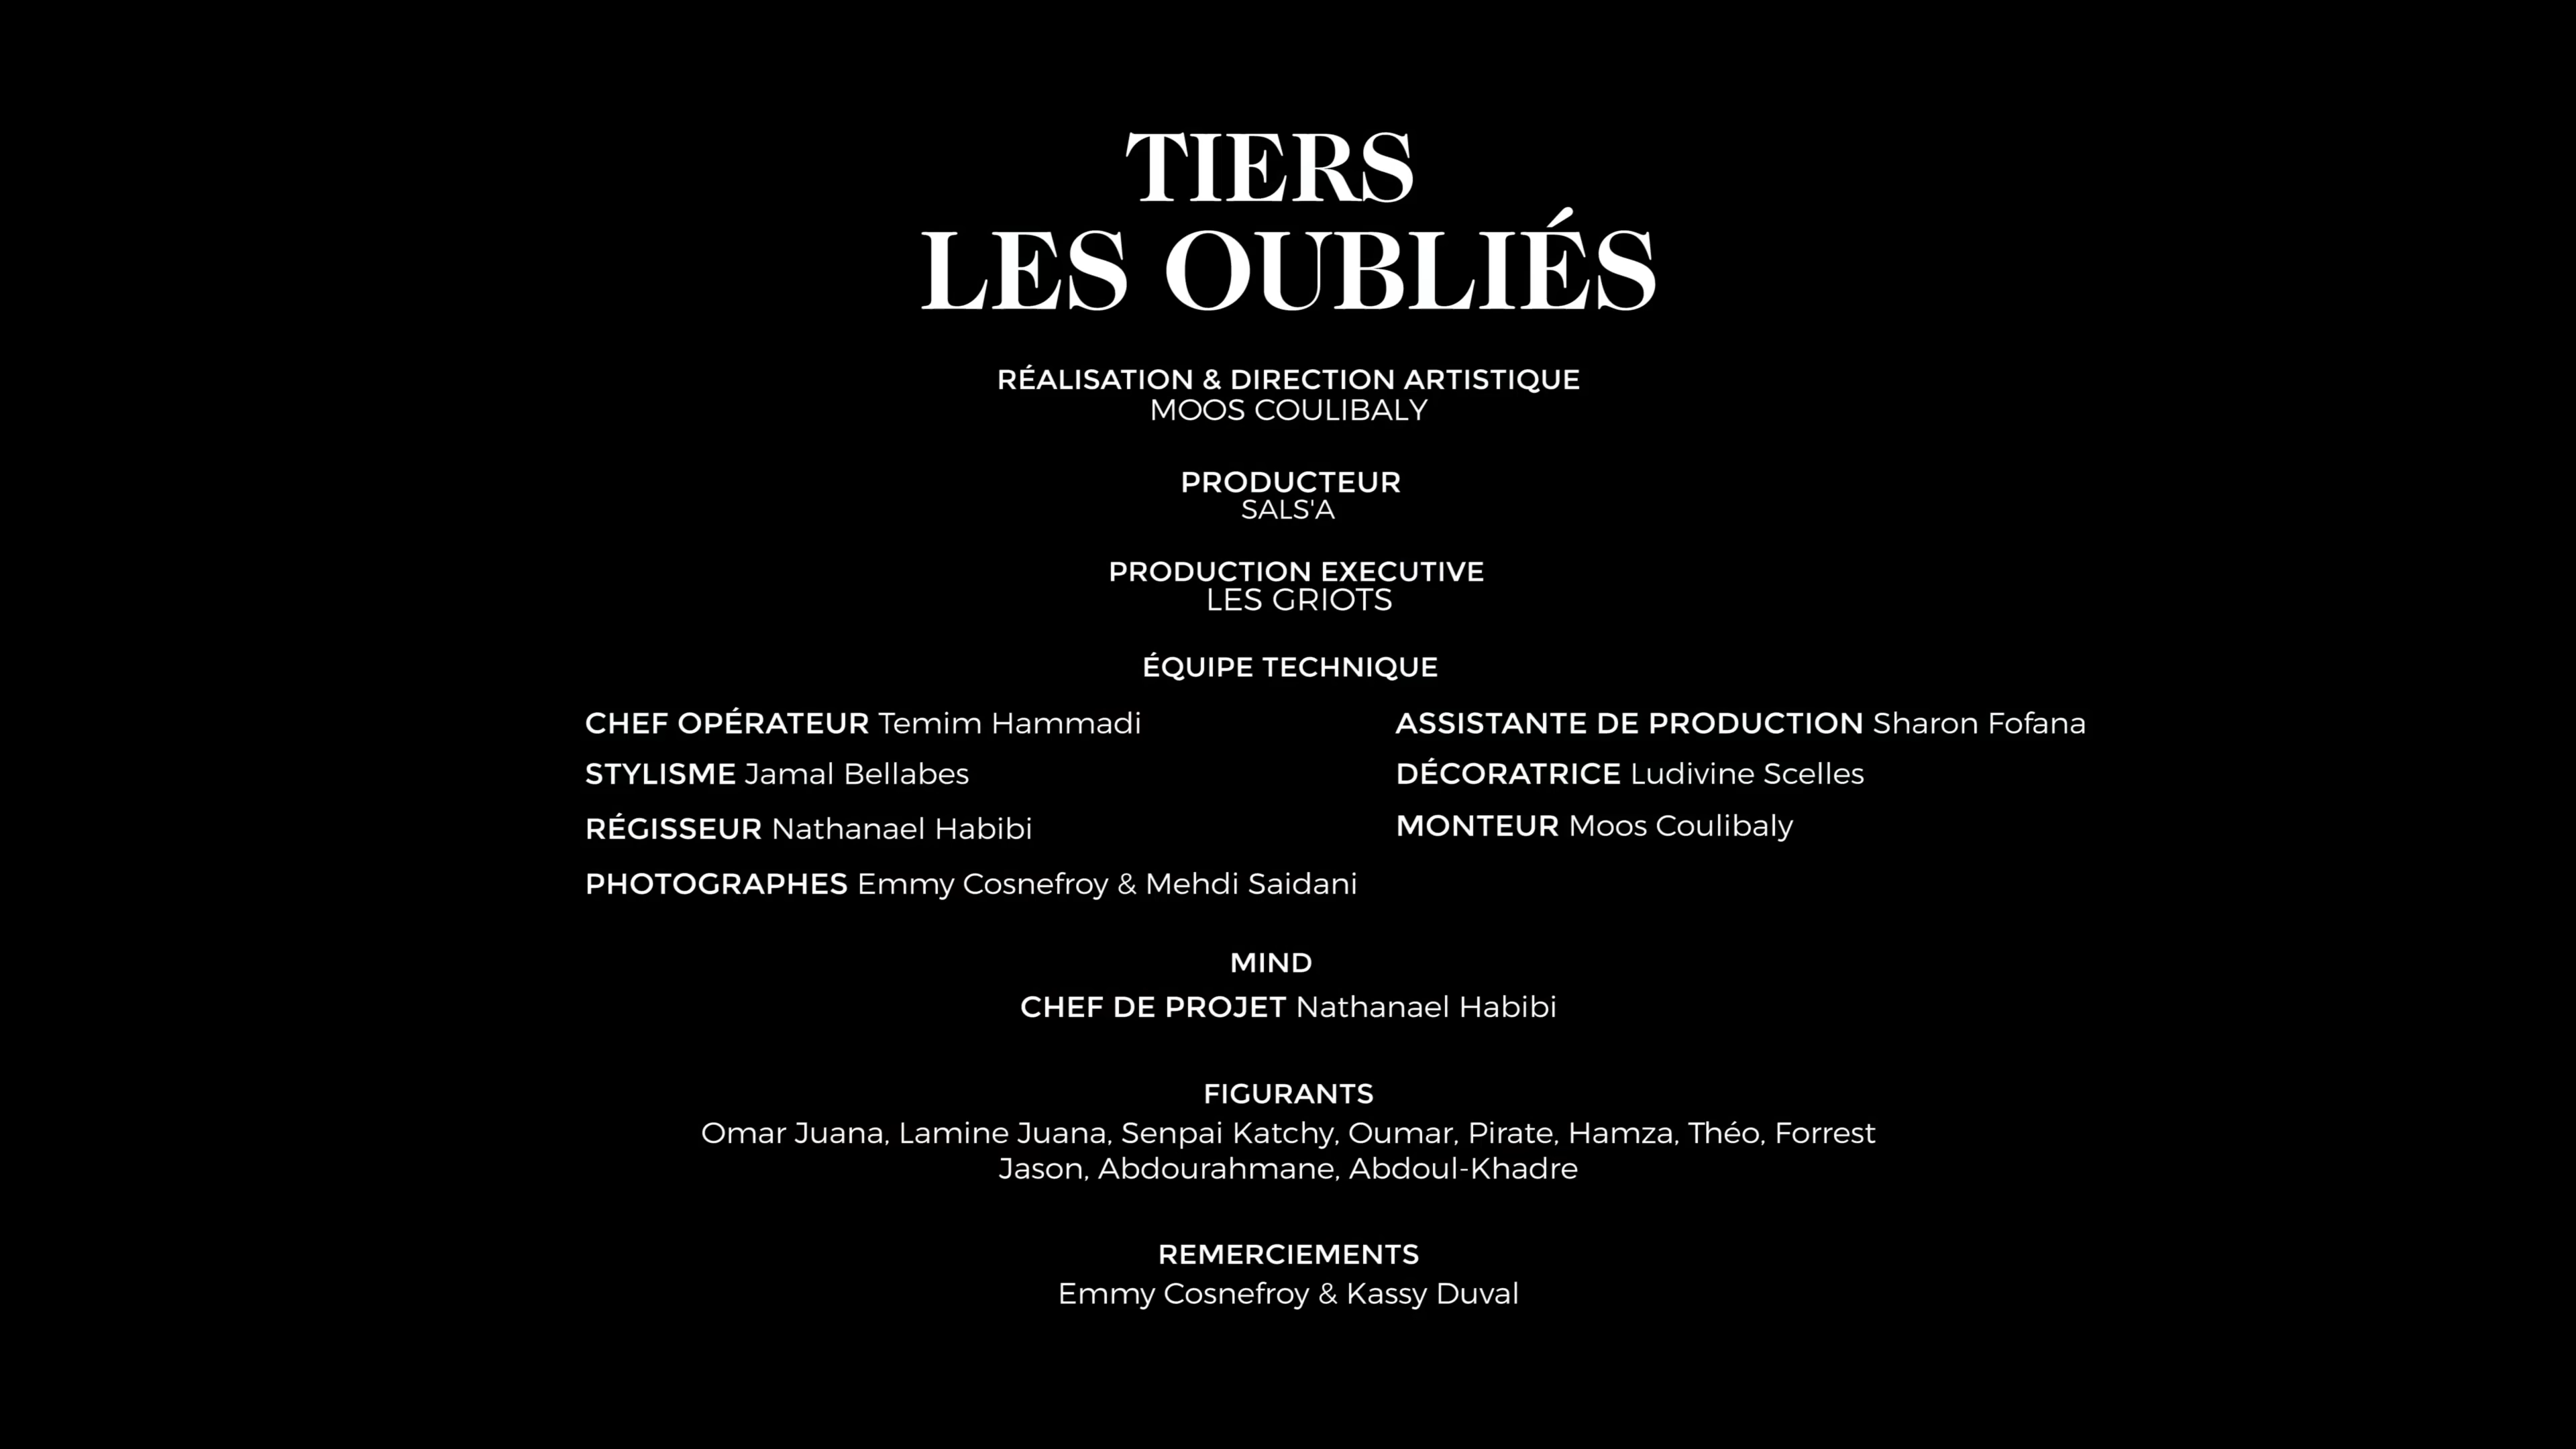 TIERS
LES OUBLIÉS
RÉALISATION & DIRECTION ARTISTIQUE
MOOS COULIBALY
PRODUCTEUR
SALS'A
PRODUCTION EXECUTIVE
LES GRIOTS
ÉQUIPE TECHNIQUE
CHEF OPÉRATEUR Temim Hammadi
STYLISME Jamal Bellabes
RÉGISSEUR Nathanael Habibi
PHOTOGRAPHES Emmy Cosnefroy & Mehdi Saidani
ASSISTANTE DE PRODUCTION Sharon Fofana
DÉCORATRICE Ludivine Scelles
MONTEUR Moos Coulibaly
MIND
CHEF DE PROJET Nathanael Habibi
FIGURANTS
Omar Juana, Lamine Juana, Senpai Katchy, Oumar, Pirate, Hamza, Théo, Forrest
Jason, Abdourahmane, Abdoul-Khadre
REMERCIEMENTS
Emmy Cosnefroy & Kassy Duval